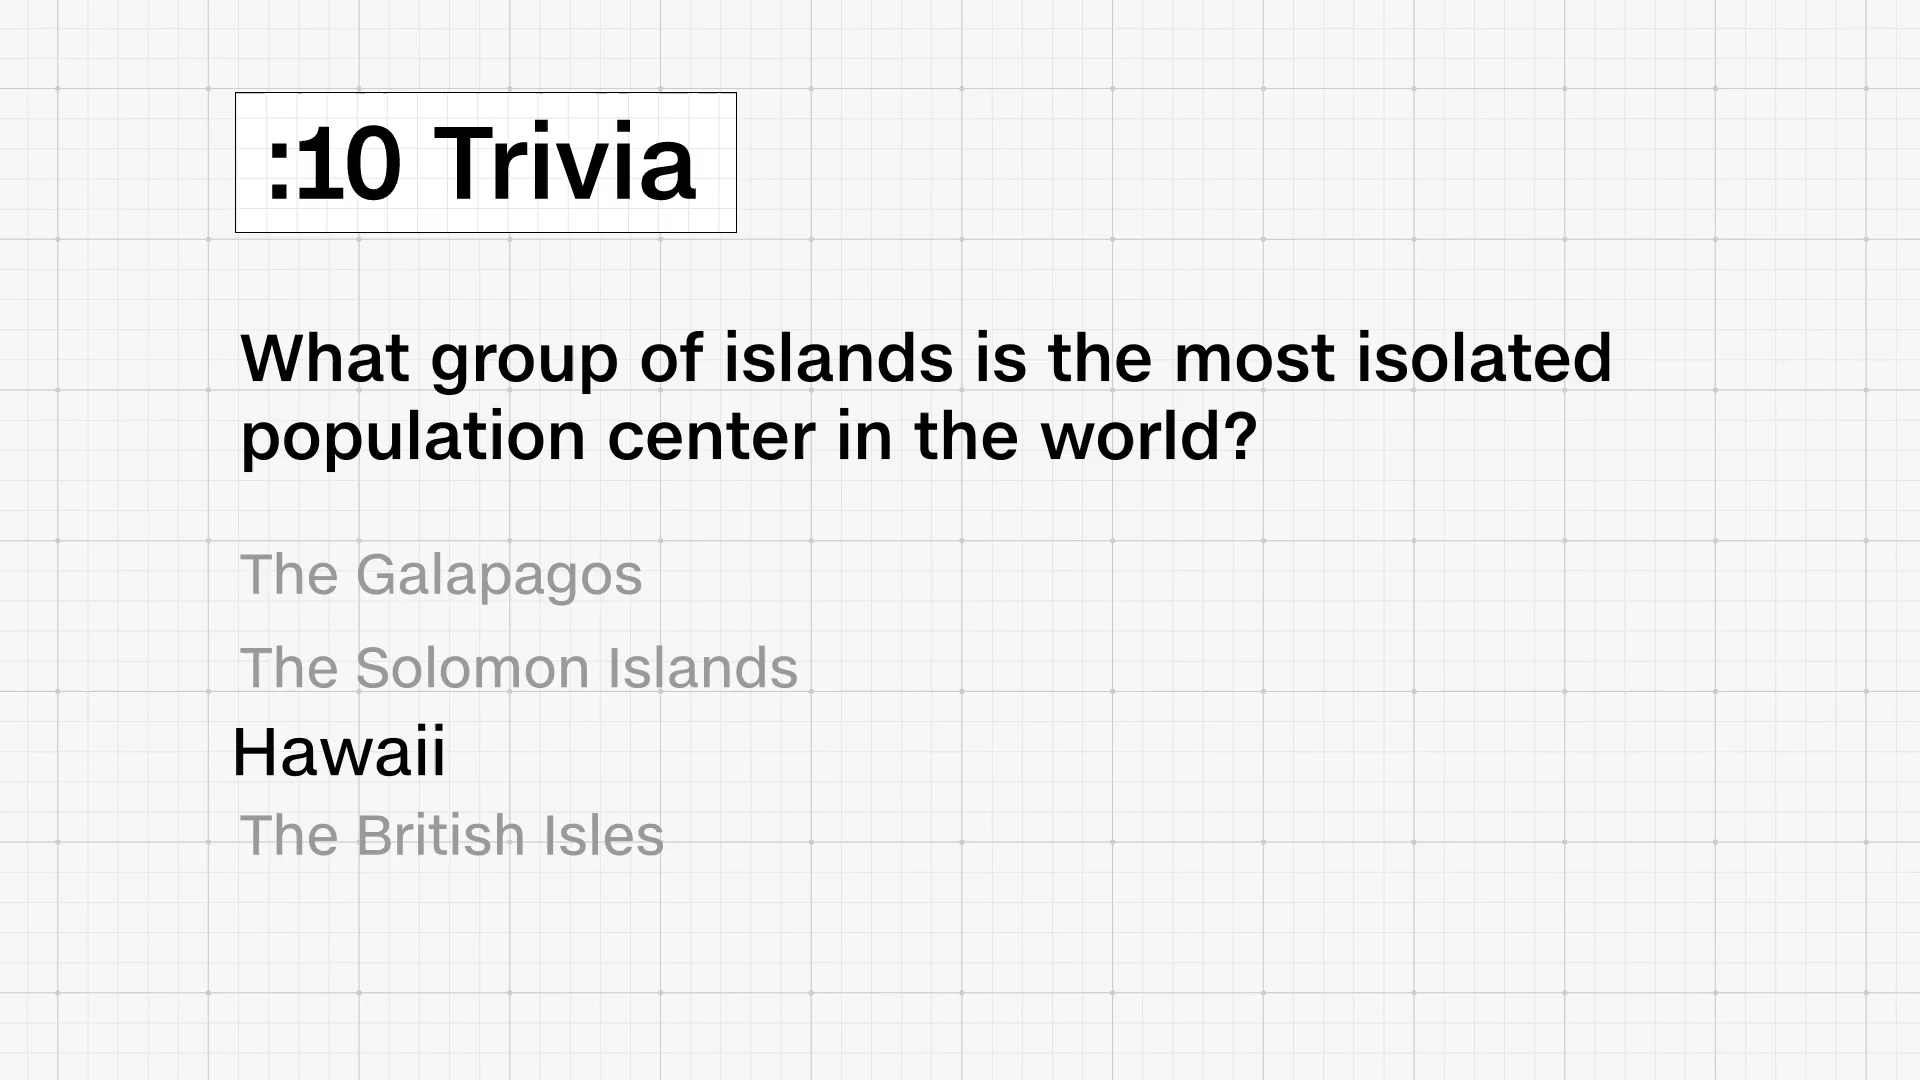 :10 Trivia
What group of islands is the most isolated
population center in the world?
The Galapagos
The Solomon Islands
Hawaii
The British Isles